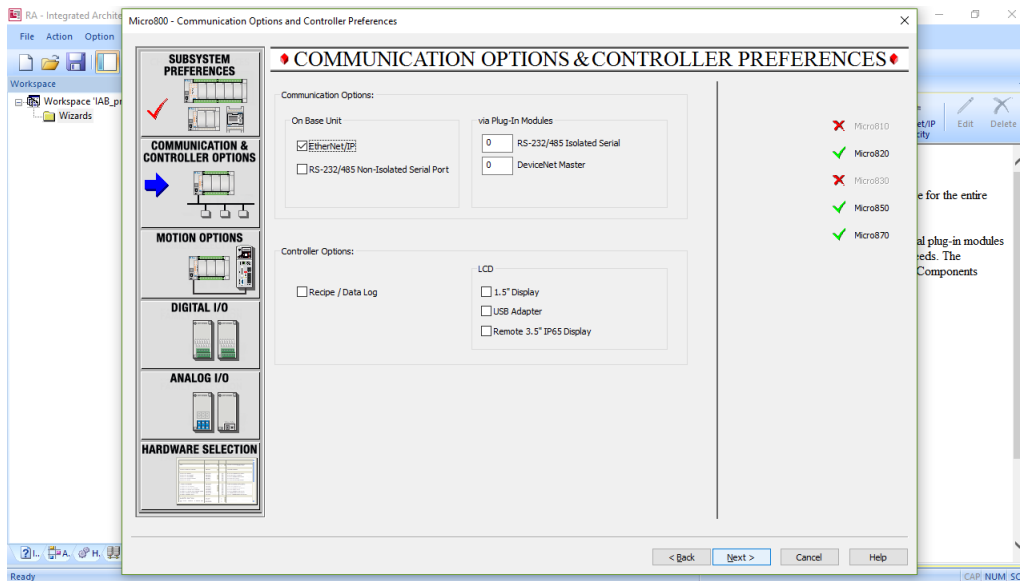 RA - Integrated Archite
Micro800 - Communication Options and Controller Preferences
File Action Option
Workspace
Workspace 'IAB_pr
Wizards
SUBSYSTEM
PREFERENCES
COMMUNICATION &
CONTROLLER OPTIONS
MOTION OPTIONS
DIGITAL I/O
ANALOG I/O
HARDWARE SELECTION
COMMUNICATION OPTIONS & CONTROLLER PREFERENCES
Communication Options:
On Base Unit
EtherNet/IP
RS-232/485 Non-Isolated Serial Port
via Plug-In Modules
0 RS-232/485 Isolated Serial
0 DeviceNet Master
Controller Options:
Recipe / Data Log
LCD
1.5" Display
USB Adapter
Remote 3.5" IP65 Display
Micro810
Micro820
Micro830
Micro850
Micro870
et/IP
city
Edit
Delete
e for the entire
al plug-in modules
eeds. The
Components
< Back
Next >
Cancel
Help
I..
A.
H.
Ready
CAP NUM SC